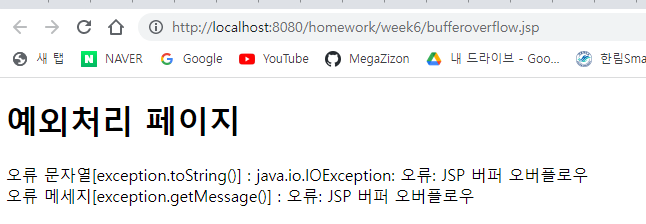 http://localhost:8080/homework/week6/bufferoverflow.jsp
새 탭 NAVER Google YouTube MegaZizon 내 드라이브 - Goo... 한림Sma
예외처리 페이지
오류 문자열[exception.toString()] : java.io.IOException: 오류: JSP 버퍼 오버플로우
오류 메세지[exception.getMessage()] : 오류: JSP 버퍼 오버플로우